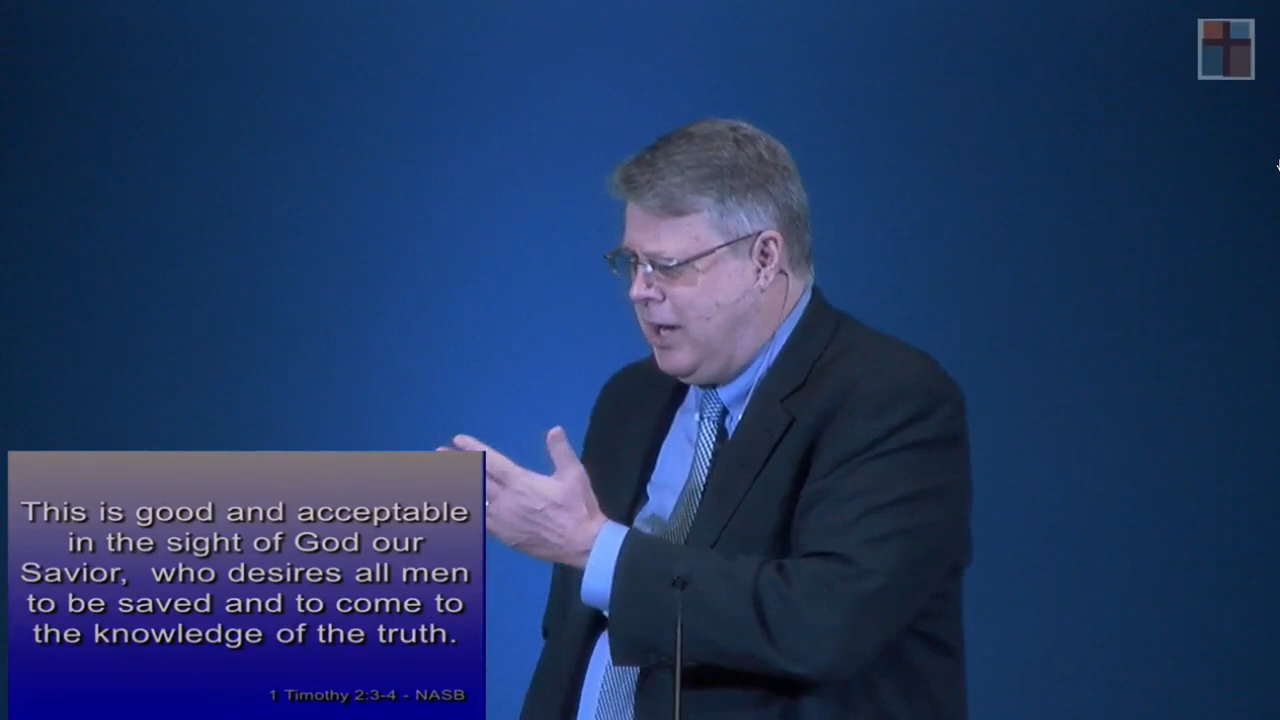 This is good and acceptable
in the sight of God our
Savior, who desires all men
to be saved and to come to
the knowledge of the truth.
1 Timothy 2:3-4 - NASB